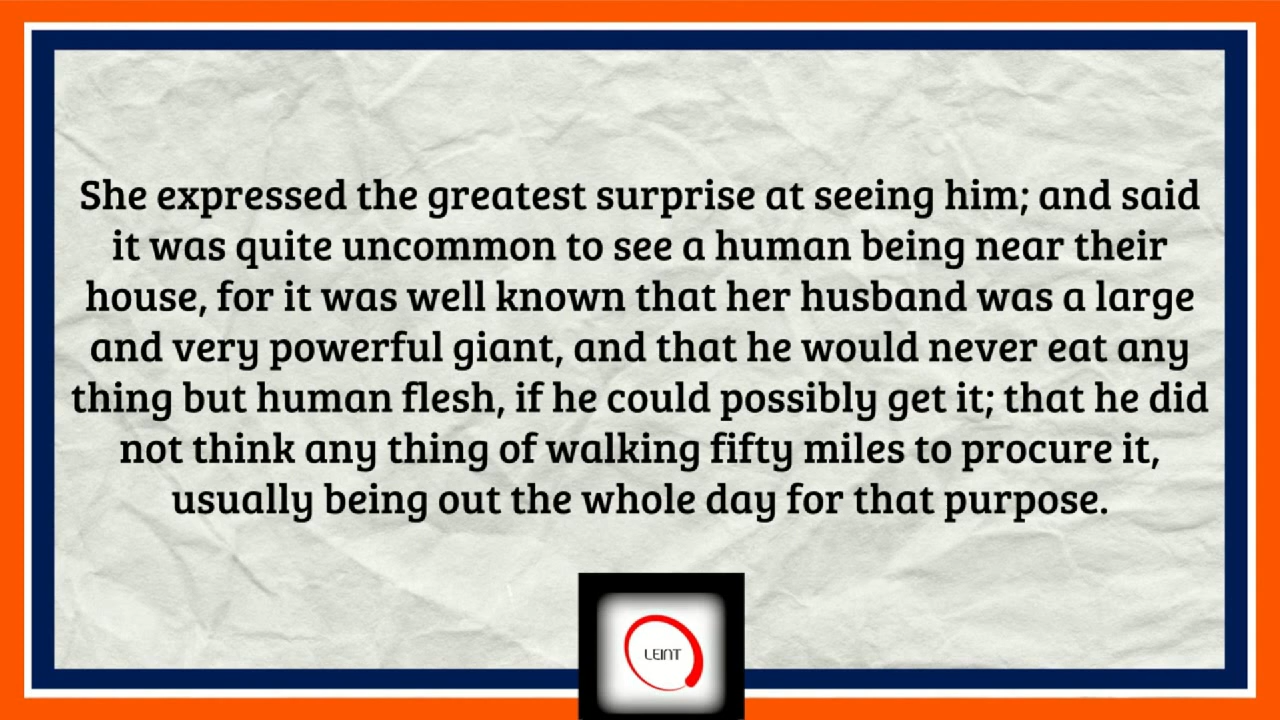 She expressed the greatest surprise at seeing him; and said
it was quite uncommon to see a human being near their
house, for it was well known that her husband was a large
and very powerful giant, and that he would never eat any
thing but human flesh, if he could possibly get it; that he did
not think any thing of walking fifty miles to procure it,
usually being out the whole day for that purpose.
LEINT